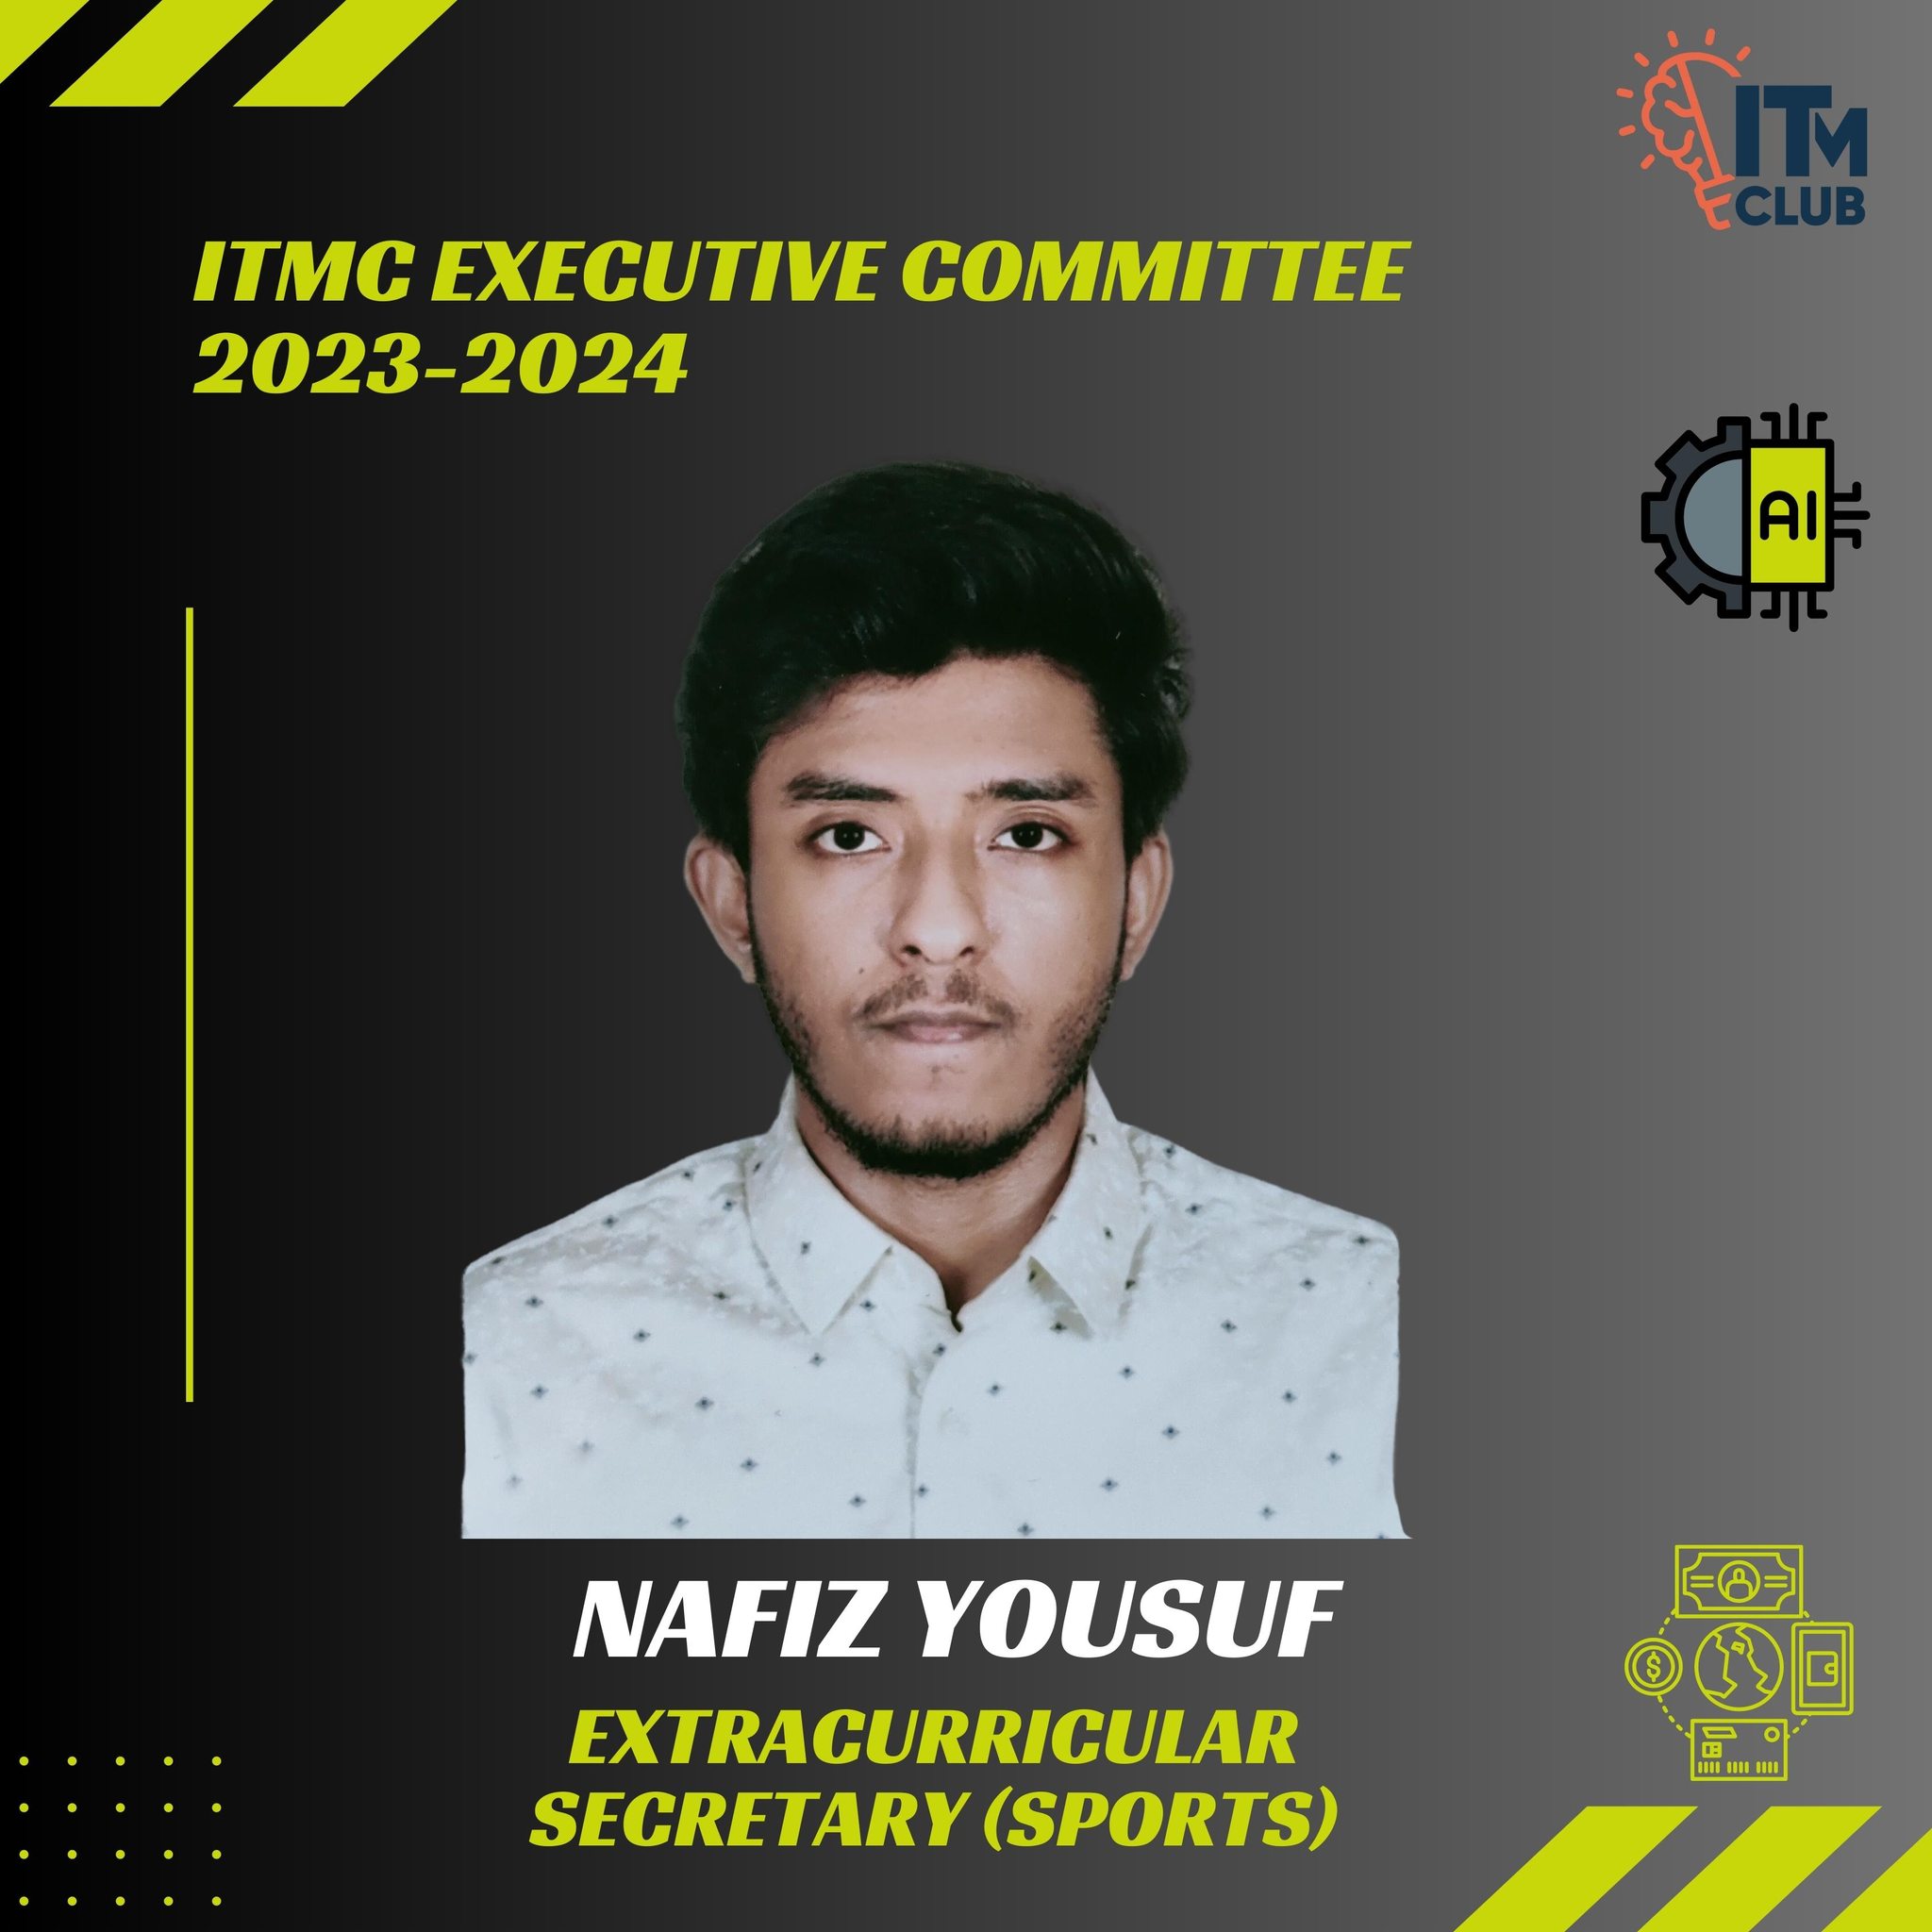 ITM
CLUB
ITMC EXECUTIVE COMMITTEE
2023-2024
AI
$
NAFIZ YOUSUF
EXTRACURRICULAR
SECRETARY (SPORTS)